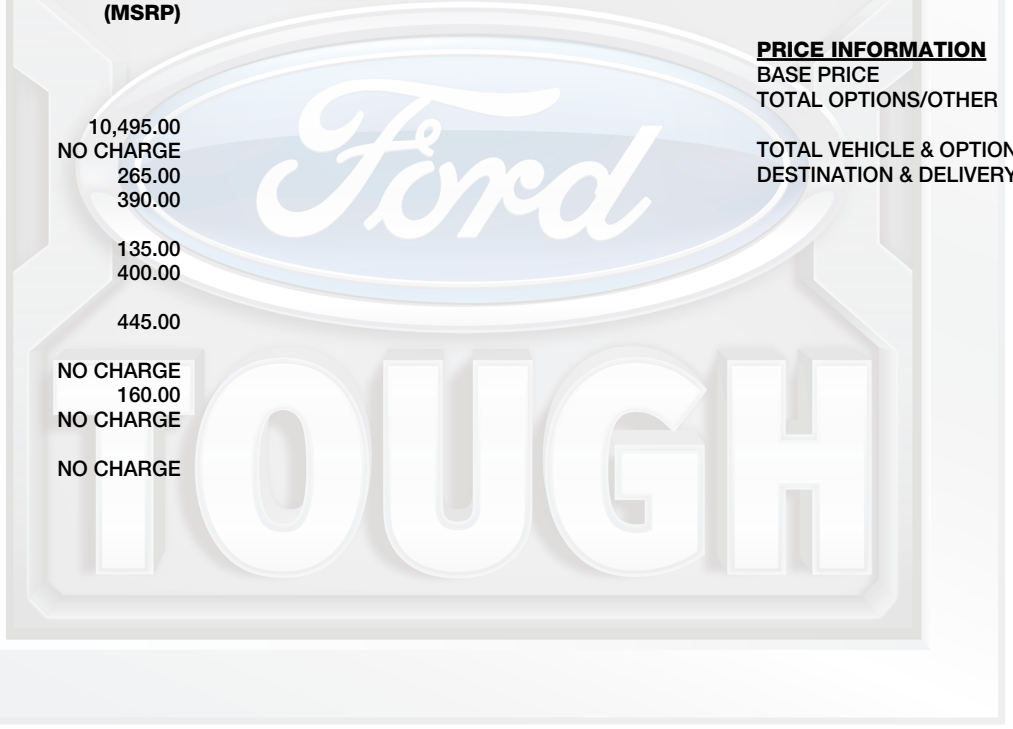 (MSRP)
10,495.00
NO CHARGE
265.00
390.00
135.00
400.00
445.00
NO CHARGE
160.00
NO CHARGE
NO CHARGE
PRICE INFORMATION
BASE PRICE
TOTAL OPTIONS/OTHER
TOTAL VEHICLE & OPTION
DESTINATION & DELIVERY
Ford
TOUGH